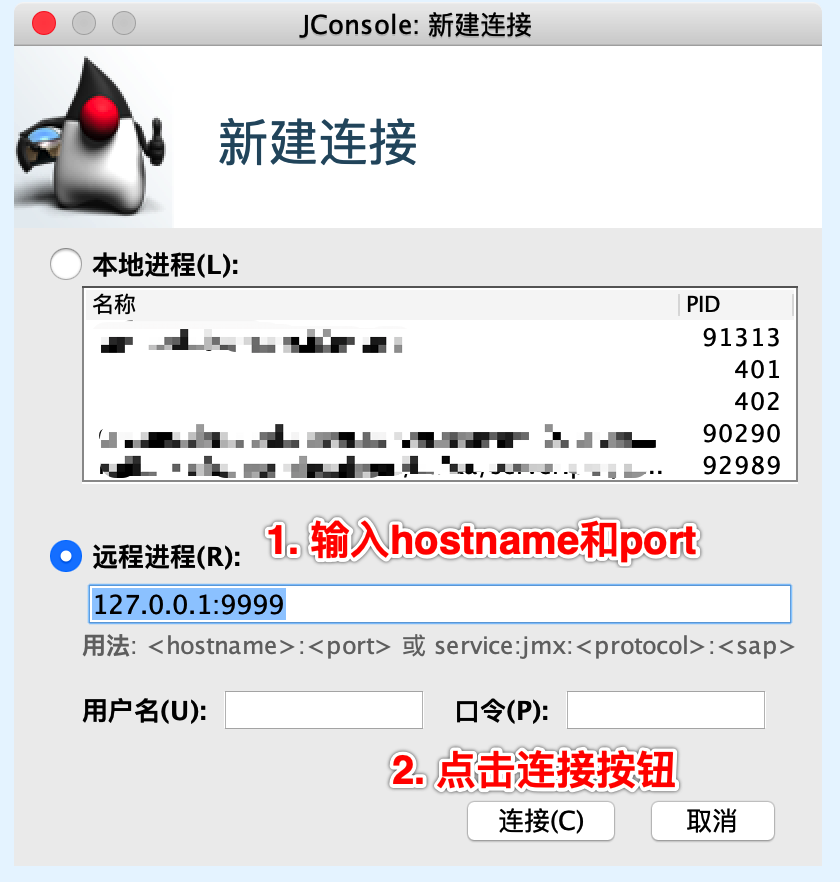 JConsole: 新建连接
新建连接
本地进程(L):
名称 PID
91313
401
402
90290
92989
1. 输入hostname和port
远程进程(R):
127.0.0.1:9999
用法: <hostname>:<port> 或 service:jmx:<protocol>:<sap>
用户名(U): 口令(P):
2. 点击连接按钮
连接(C) 取消